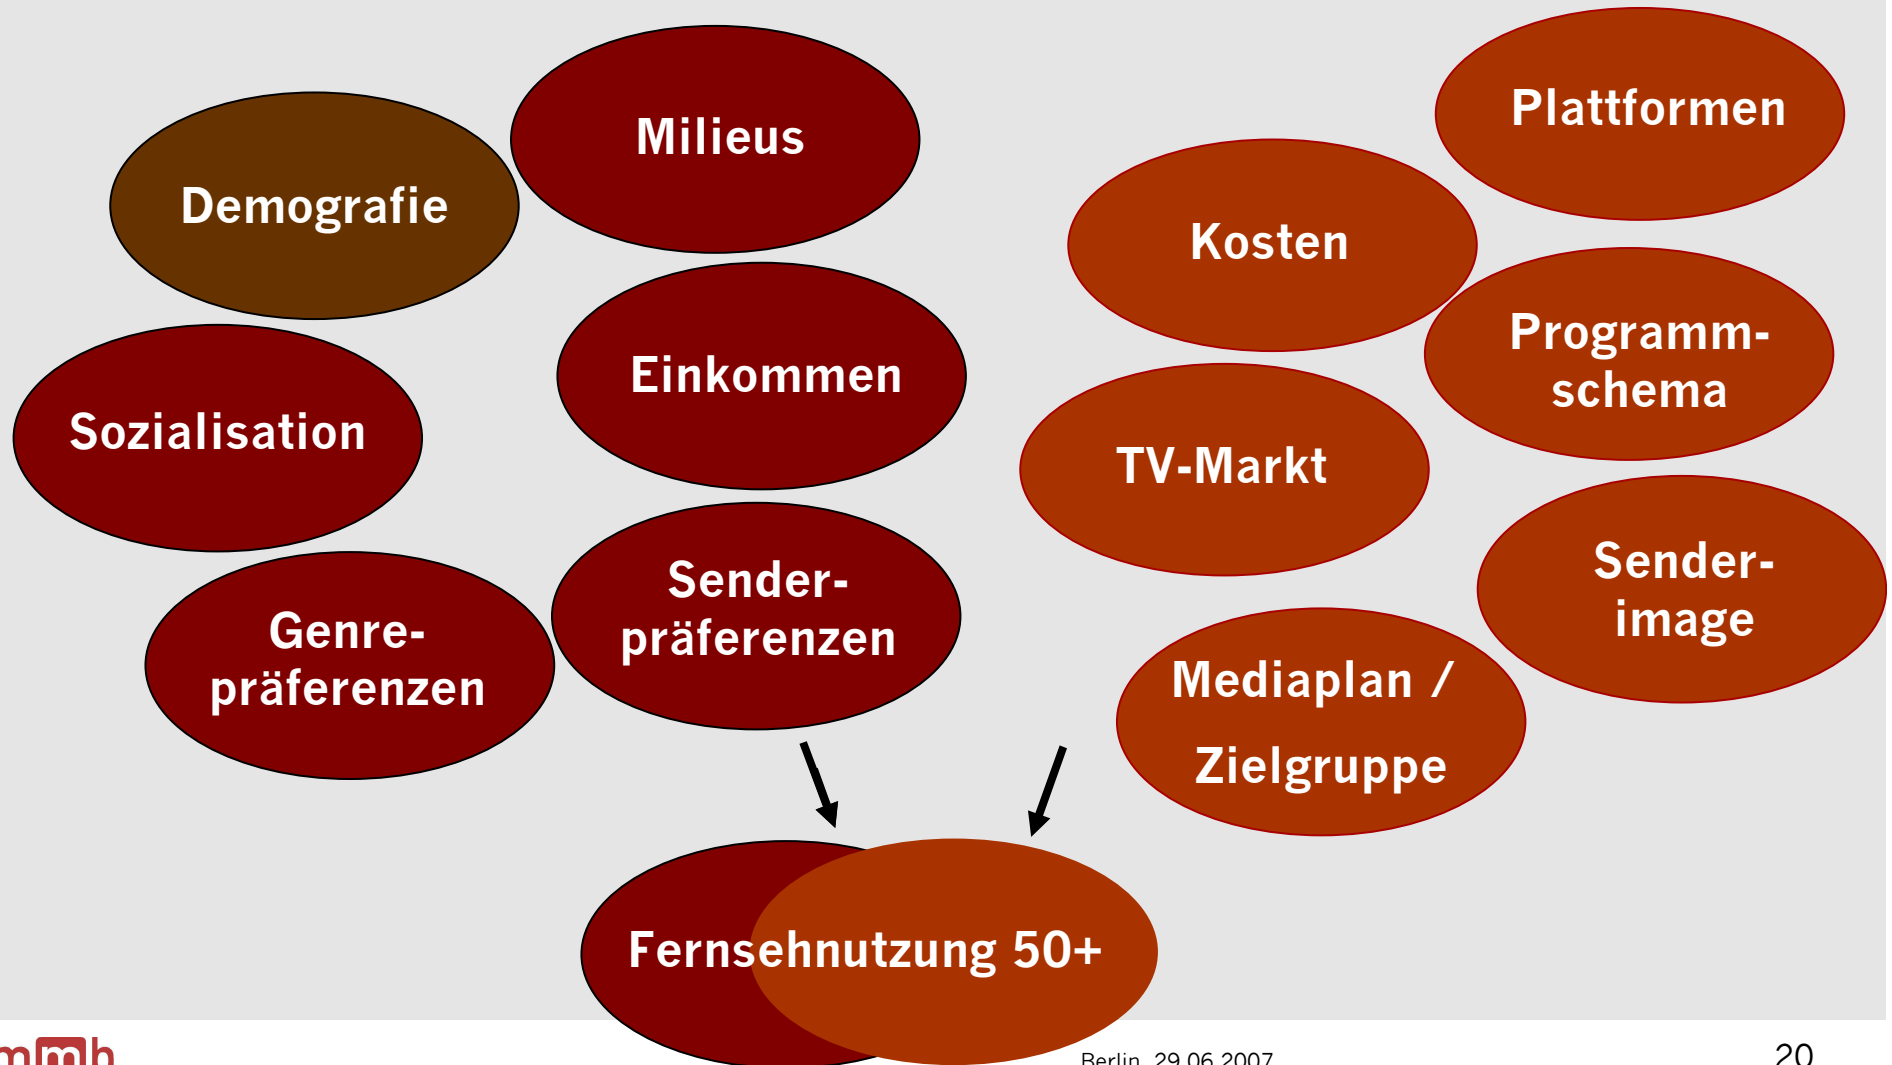 Milieus
Demografie
Einkommen
Sozialisation
Sender-
präferenzen
Genre-
präferenzen
Plattformen
Kosten
Programm-
schema
TV-Markt
Sender-
image
Mediaplan /
Zielgruppe
Fernsehnutzung 50+
mmh
Berlin, 29.06.2007
20